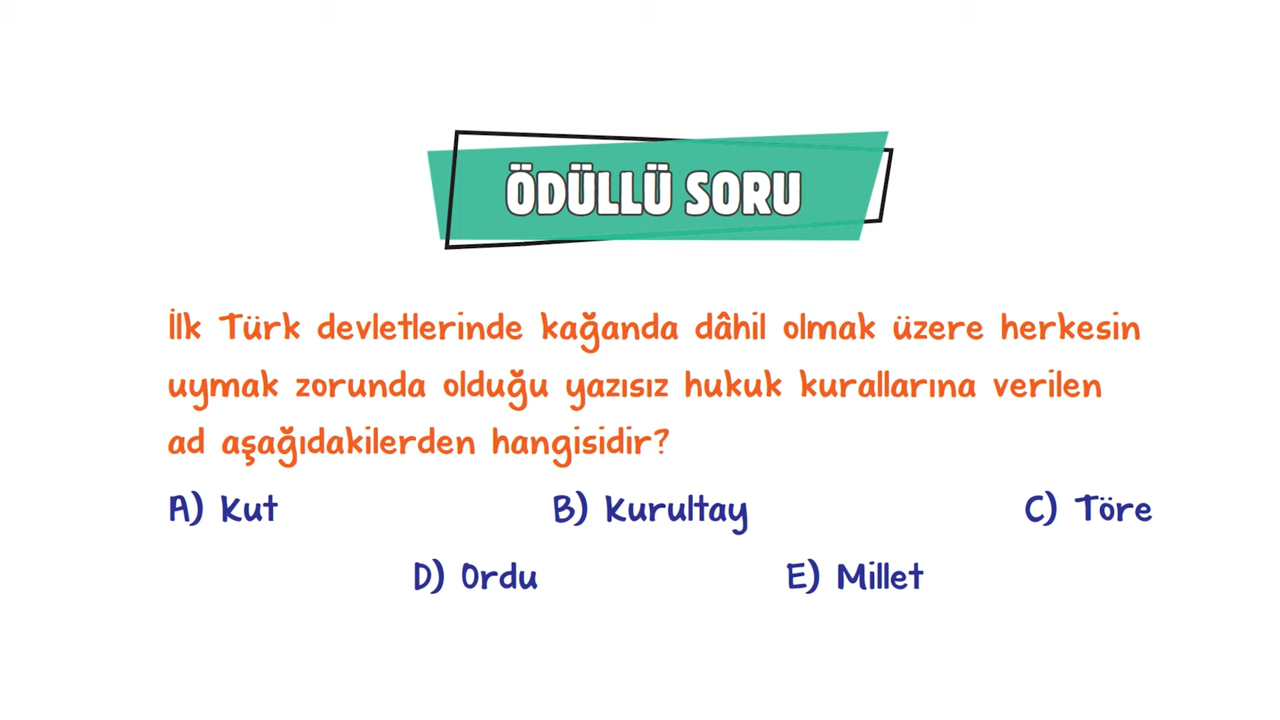 ÖDÜLLÜ SORU
İlk Türk devletlerinde kağanda dâhil olmak üzere herkesin
uymak zorunda olduğu yazısız hukuk kurallarına verilen
ad aşağıdakilerden hangisidir?
A) Kut B) Kurultay C) Töre
D) Ordu E) Millet